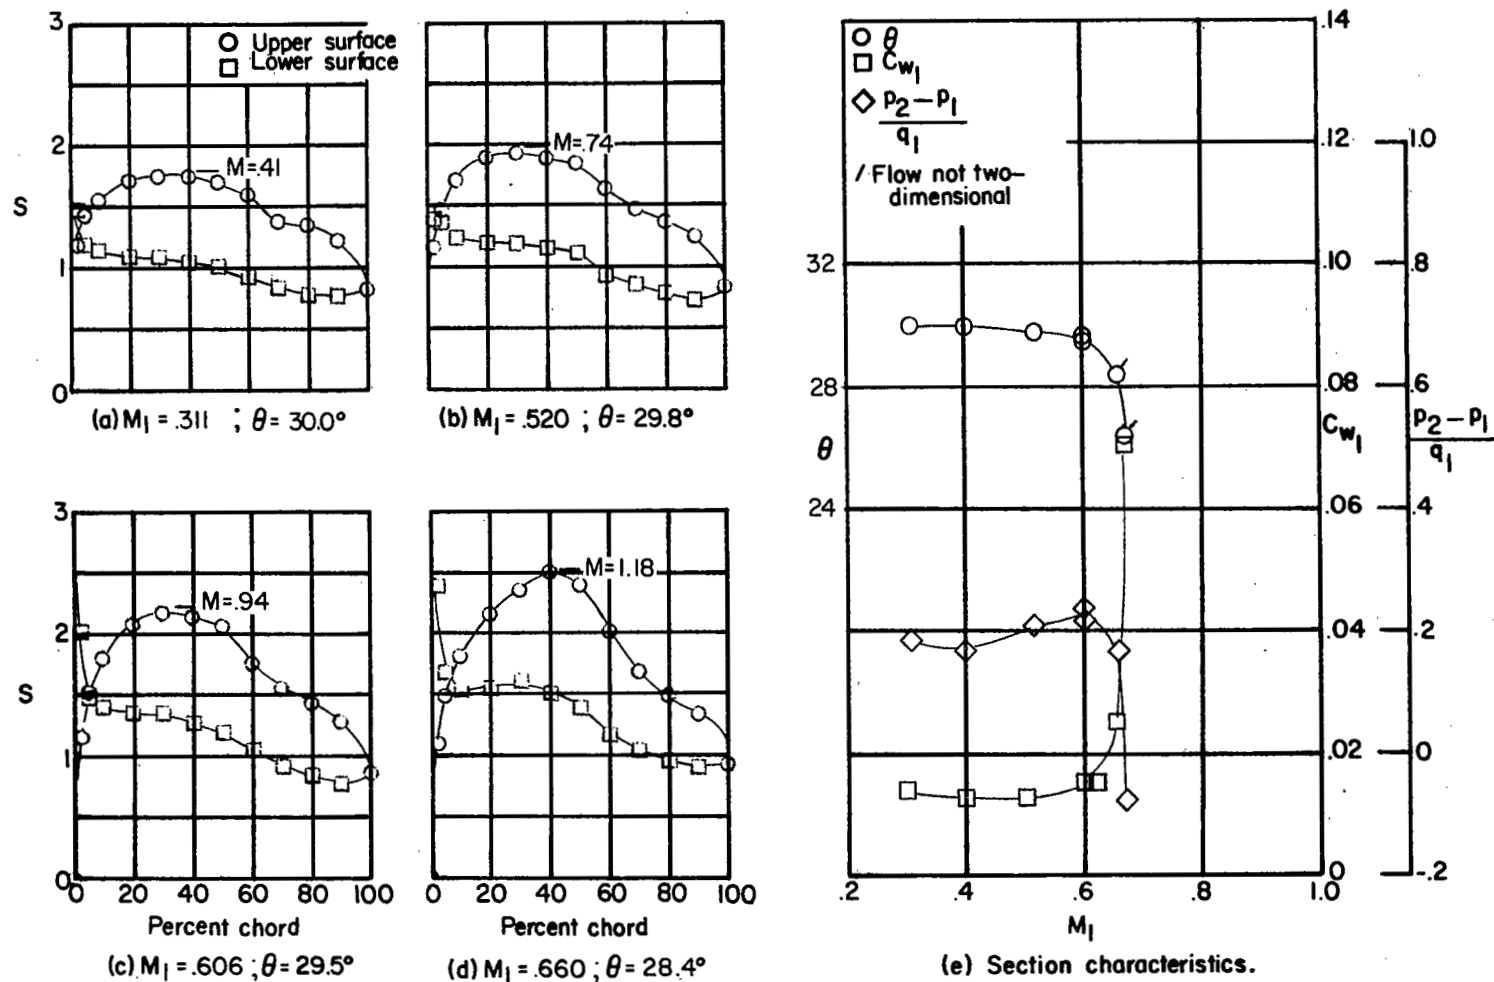 3
2
S
1
0
○ Upper surface
□ Lower surface
M=.41
(a) M₁ = .311 ; θ = 30.0°
M=.74
(b) M₁ = .520 ; θ = 29.8°
3
2
S
1
0
M=.94
0 20 40 60 80 100
Percent chord
(c) M₁ = .606 ; θ = 29.5°
M=1.18
0 20 40 60 80 100
Percent chord
(d) M₁ = .660 ; θ = 28.4°
○ θ
□ C_w₁
◇ p₂ – p₁
q₁
/ Flow not two-
dimensional
32
28
θ
24
.14
.12
.10
.08
C_w₁
.06
.04
.02
.0
1.0
.8
.6
p₂ – p₁
q₁
.4
.2
0
-.2
.2 .4 .6 .8 1.0
M₁
(e) Section characteristics.